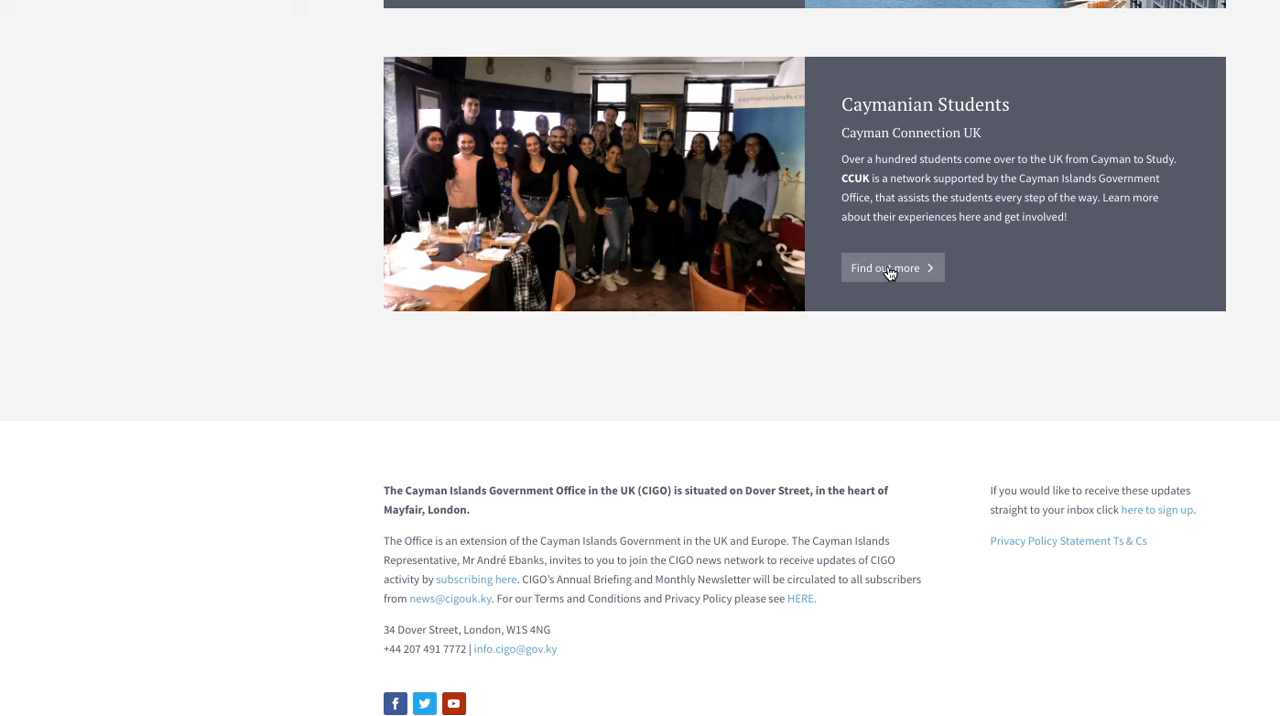 caymanislands.co
Caymanian Students
Cayman Connection UK
Over a hundred students come over to the UK from Cayman to Study.
CCUK is a network supported by the Cayman Islands Government
Office, that assists the students every step of the way. Learn more
about their experiences here and get involved!
Find out more
The Cayman Islands Government Office in the UK (CIGO) is situated on Dover Street, in the heart of
Mayfair, London.
The Office is an extension of the Cayman Islands Government in the UK and Europe. The Cayman Islands
Representative, Mr André Ebanks, invites to you to join the CIGO news network to receive updates of CIGO
activity by subscribing here. CIGO’s Annual Briefing and Monthly Newsletter will be circulated to all subscribers
from news@cigouk.ky. For our Terms and Conditions and Privacy Policy please see HERE.
34 Dover Street, London, W1S 4NG
+44 207 491 7772 | info.cigo@gov.ky
If you would like to receive these updates
straight to your inbox click here to sign up.
Privacy Policy Statement Ts & Cs